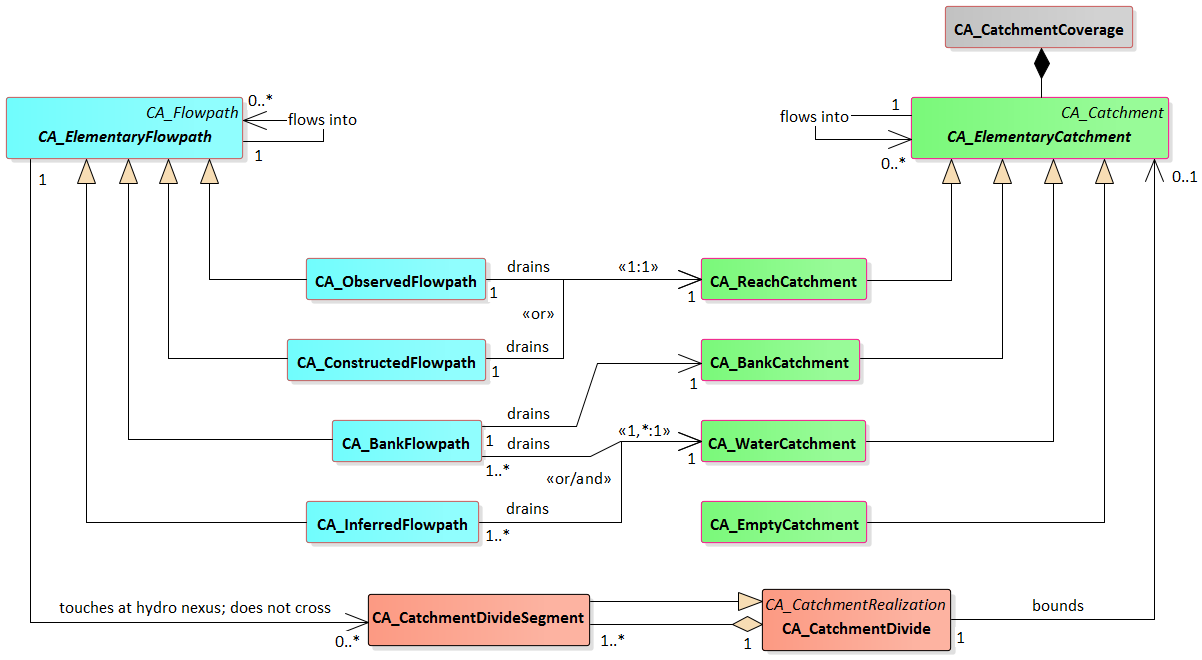 CA_CatchmentCoverage
CA_Flowpath
CA_ElementaryFlowpath
0..*
flows into
1
1
flows into
1
0..*
CA_Catchment
CA_ElementaryCatchment
0..1
CA_ObservedFlowpath
drains
1
«1:1»
1
CA_ReachCatchment
«or»
CA_ConstructedFlowpath
drains
1
1
CA_BankCatchment
CA_BankFlowpath
drains
1
drains
1..*
«1,*:1»
1
CA_WaterCatchment
«or/and»
CA_InferredFlowpath
drains
1..*
CA_EmptyCatchment
touches at hydro nexus; does not cross
0..*
CA_CatchmentDivideSegment
1..*
1
CA_CatchmentRealization
CA_CatchmentDivide
bounds
1